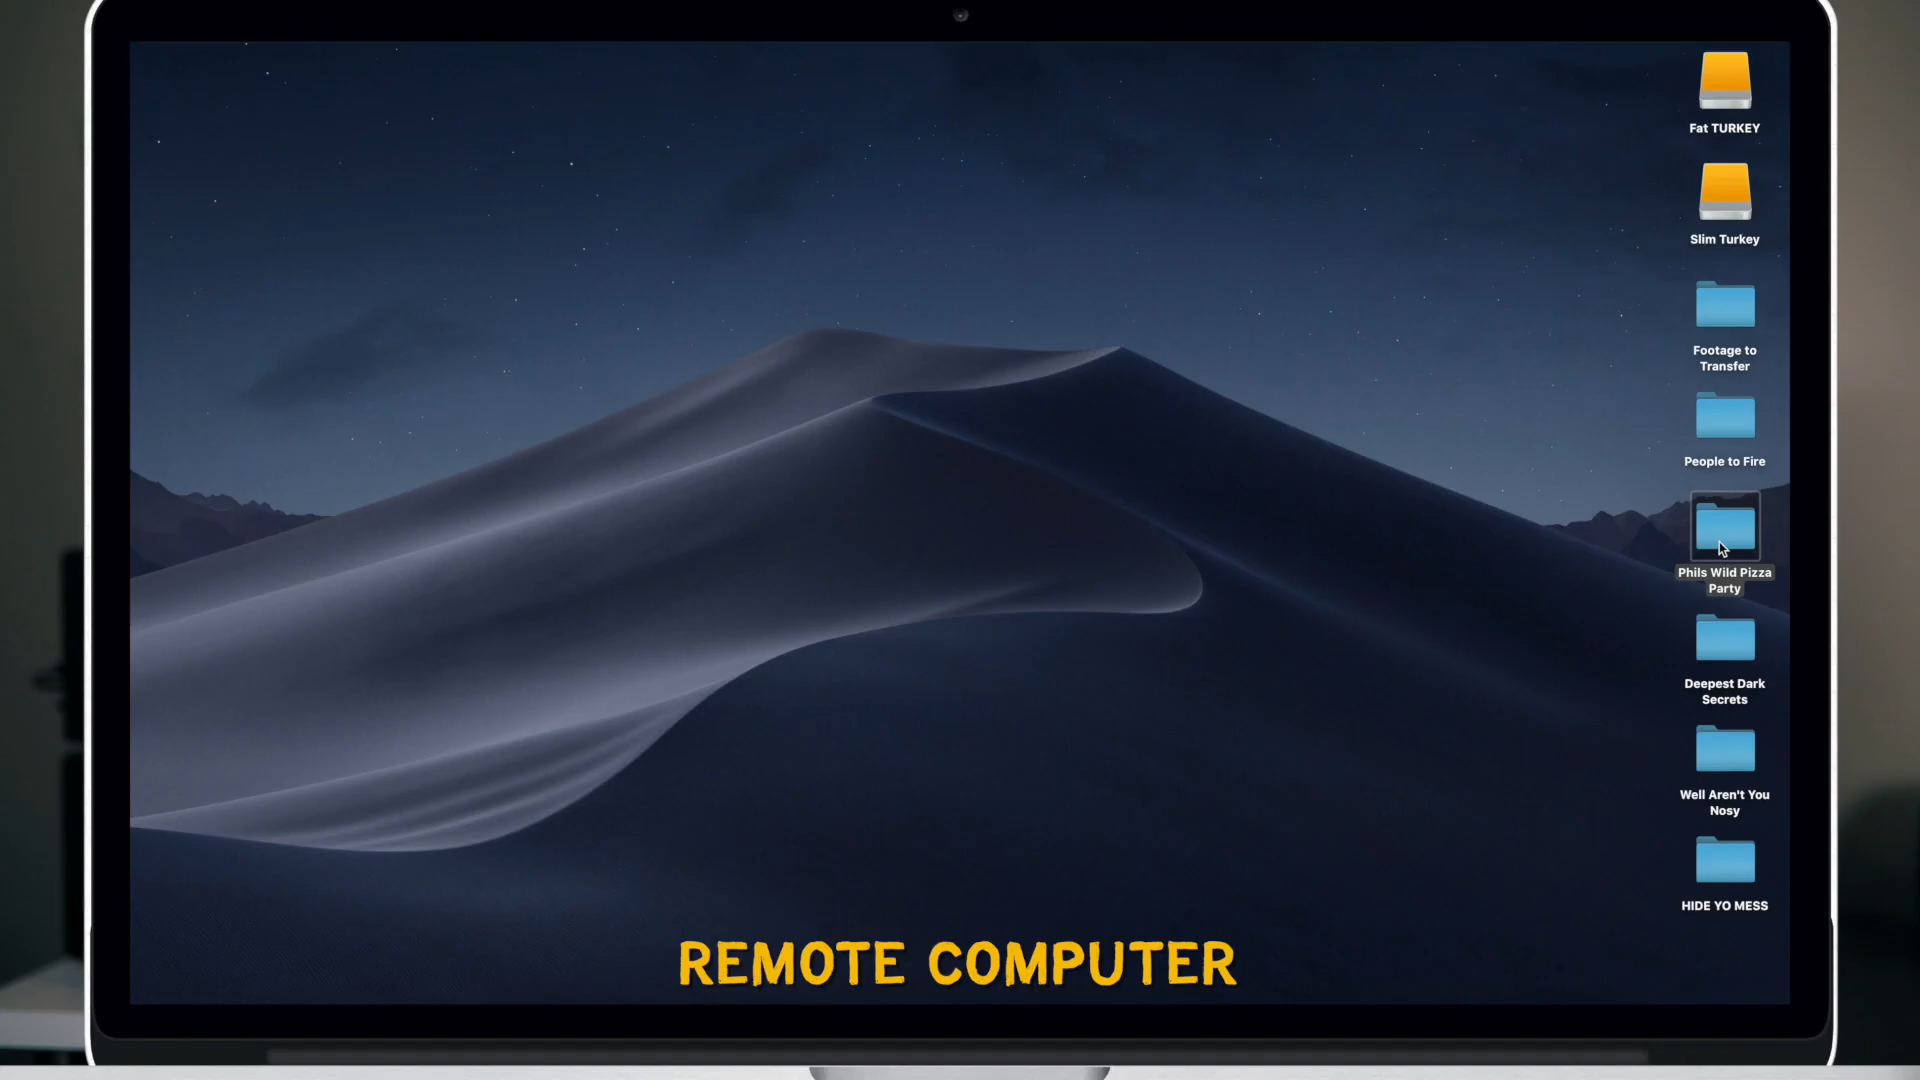 Fat TURKEY
Slim Turkey
Footage to
Transfer
People to Fire
Phils Wild Pizza
Party
Deepest Dark
Secrets
Well Aren't You
Nosy
HIDE YO MESS
REMOTE COMPUTER